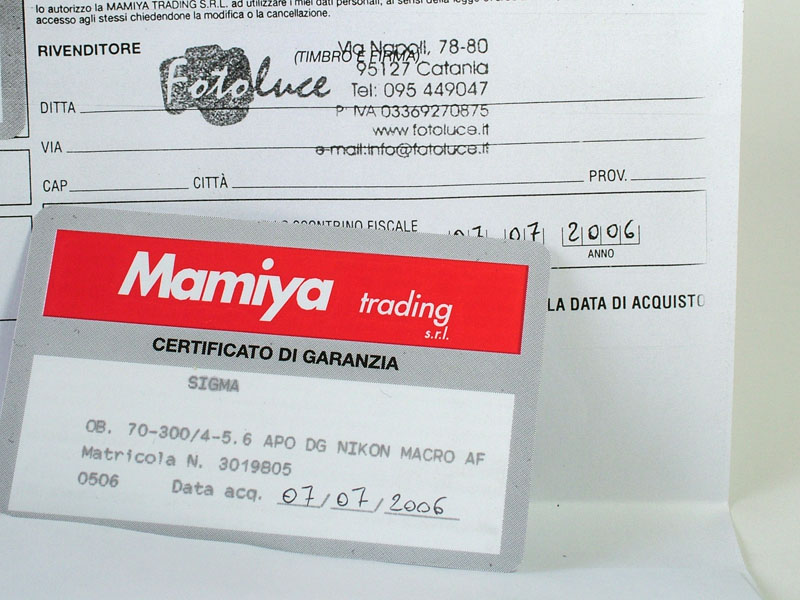 Io autorizzo la MAMIYA TRADING S.R.L. ad utilizzare i miei dati personali, ai sensi della legge
accesso agli stessi chiedendone la modifica o la cancellazione.
RIVENDITORE
(TIMBRO E FIRMA)
Fotoluce
Via Napoli, 78-80
95127 Catania
Tel: 095 449047
P. IVA 03369270875
www.fotoluce.it
e-mail:info@fotoluce.it
DITTA
VIA
CAP CITTÀ PROV.
SCONTRINO FISCALE
07 07 2006
ANNO
LA DATA DI ACQUISTO
Mamiya trading
s.r.l.
CERTIFICATO DI GARANZIA
SIGMA
OB. 70-300/4-5.6 APO DG NIKON MACRO AF
Matricola N. 3019805
0506 Data acq. 07/07/2006